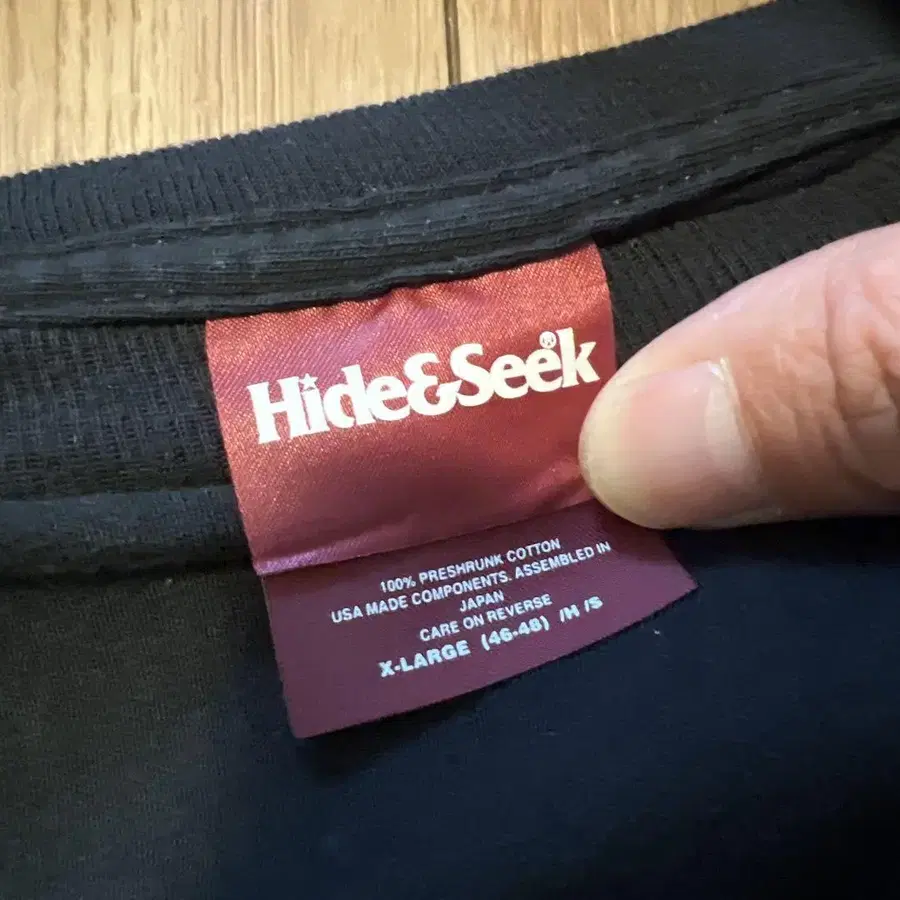 Hide&Seek®
100% PRESHRUNK COTTON
USA MADE COMPONENTS. ASSEMBLED IN
JAPAN
CARE ON REVERSE
X-LARGE (46-48) /H /S